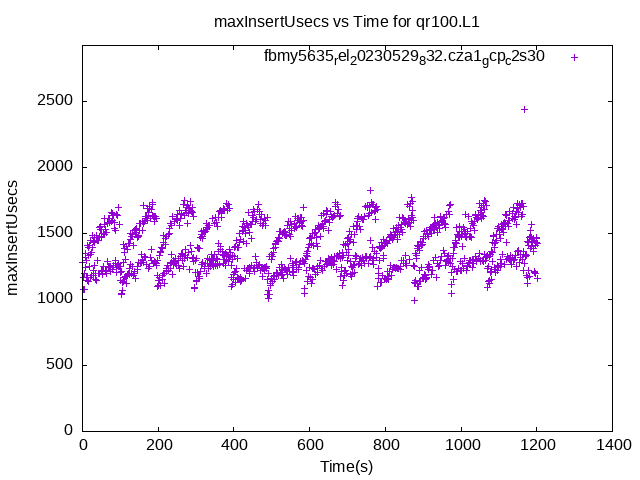 maxInsertUsecs vs Time for qr100.L1
fbmy5635rel20230529832.cza1gcpc2s30
maxInsertUsecs
2500
2000
1500
1000
500
0
0 200 400 600 800 1000 1200 1400
Time(s)